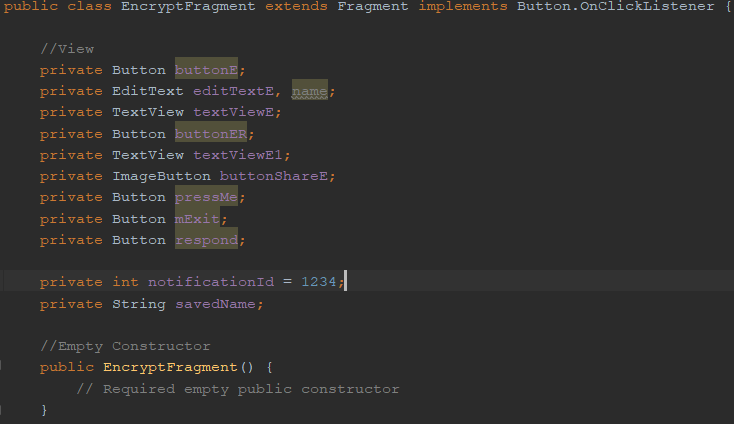 public class EncryptFragment extends Fragment implements Button.OnClickListener {
//View
private Button buttonE;
private EditText editTextE, name;
private TextView textViewE;
private Button buttonER;
private TextView textViewE1;
private ImageButton buttonShareE;
private Button pressMe;
private Button mExit;
private Button respond;
private int notificationId = 1234;
private String savedName;
//Empty Constructor
public EncryptFragment() {
// Required empty public constructor
}